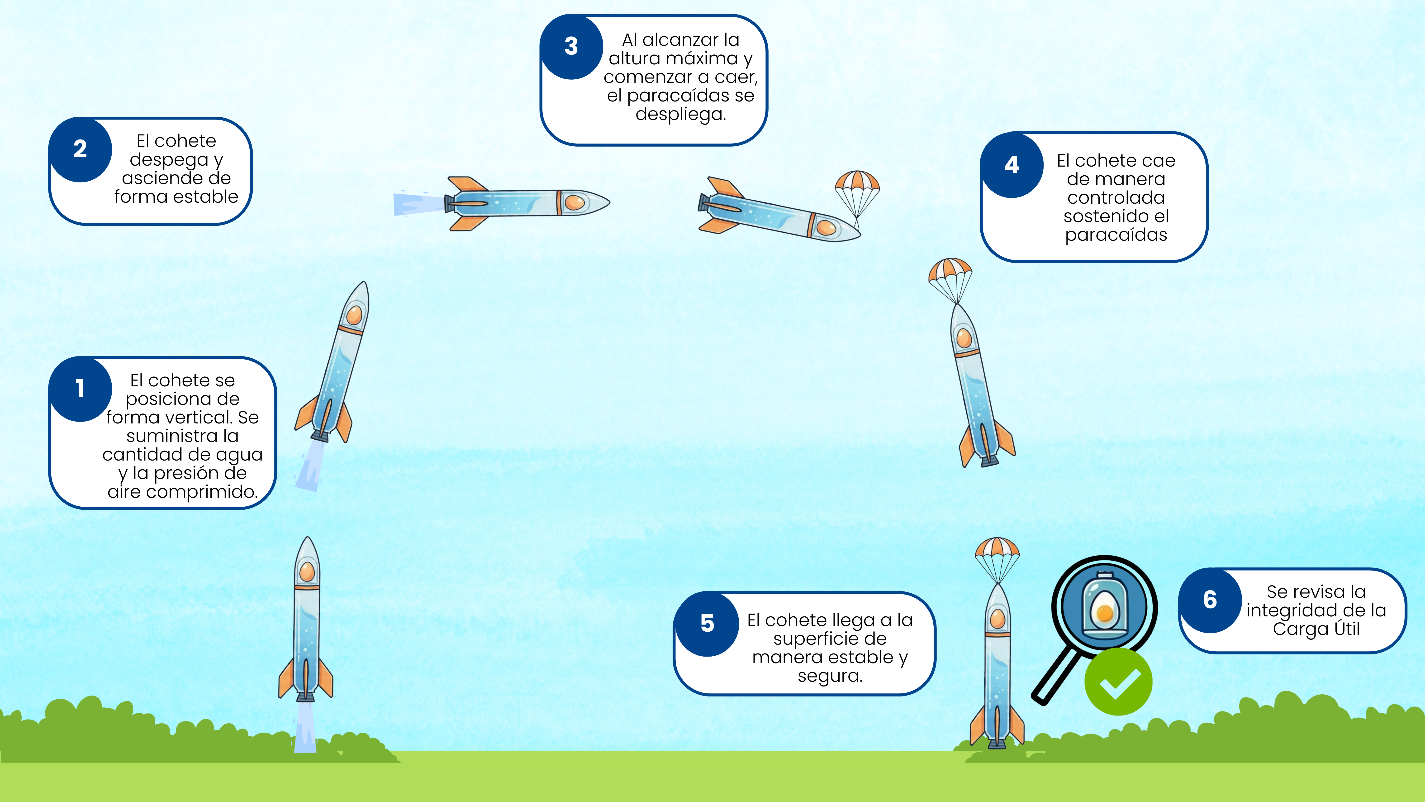 1
El cohete se
posiciona de
forma vertical. Se
suministra la
cantidad de agua
y la presión de
aire comprimido.
2
El cohete
despega y
asciende de
forma estable
3
Al alcanzar la
altura máxima y
comenzar a caer,
el paracaídas se
despliega.
4
El cohete cae
de manera
controlada
sostenido el
paracaídas
5
El cohete llega a la
superficie de
manera estable y
segura.
6
Se revisa la
integridad de la
Carga Útil